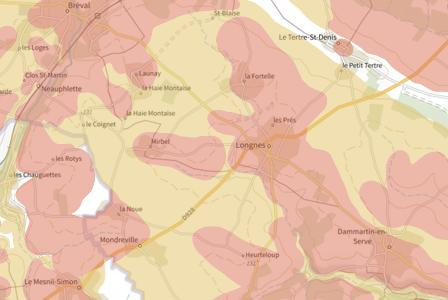 Bréval
St-Blaise
les Loges
Le Tertre-St-Denis
le Petit Tertre
Clos St-Martin
Launay
la Fortelle
Neauphlette
la Haie Montaise
la Haie Montaise
le Coignet
les Prés
Mirbel
Longnes
les Rotys
les Chauguettes
la Noue
D928
Mondreville
Dammartin-en-
Serve
Heurteloup
Le Mesnil-Simon